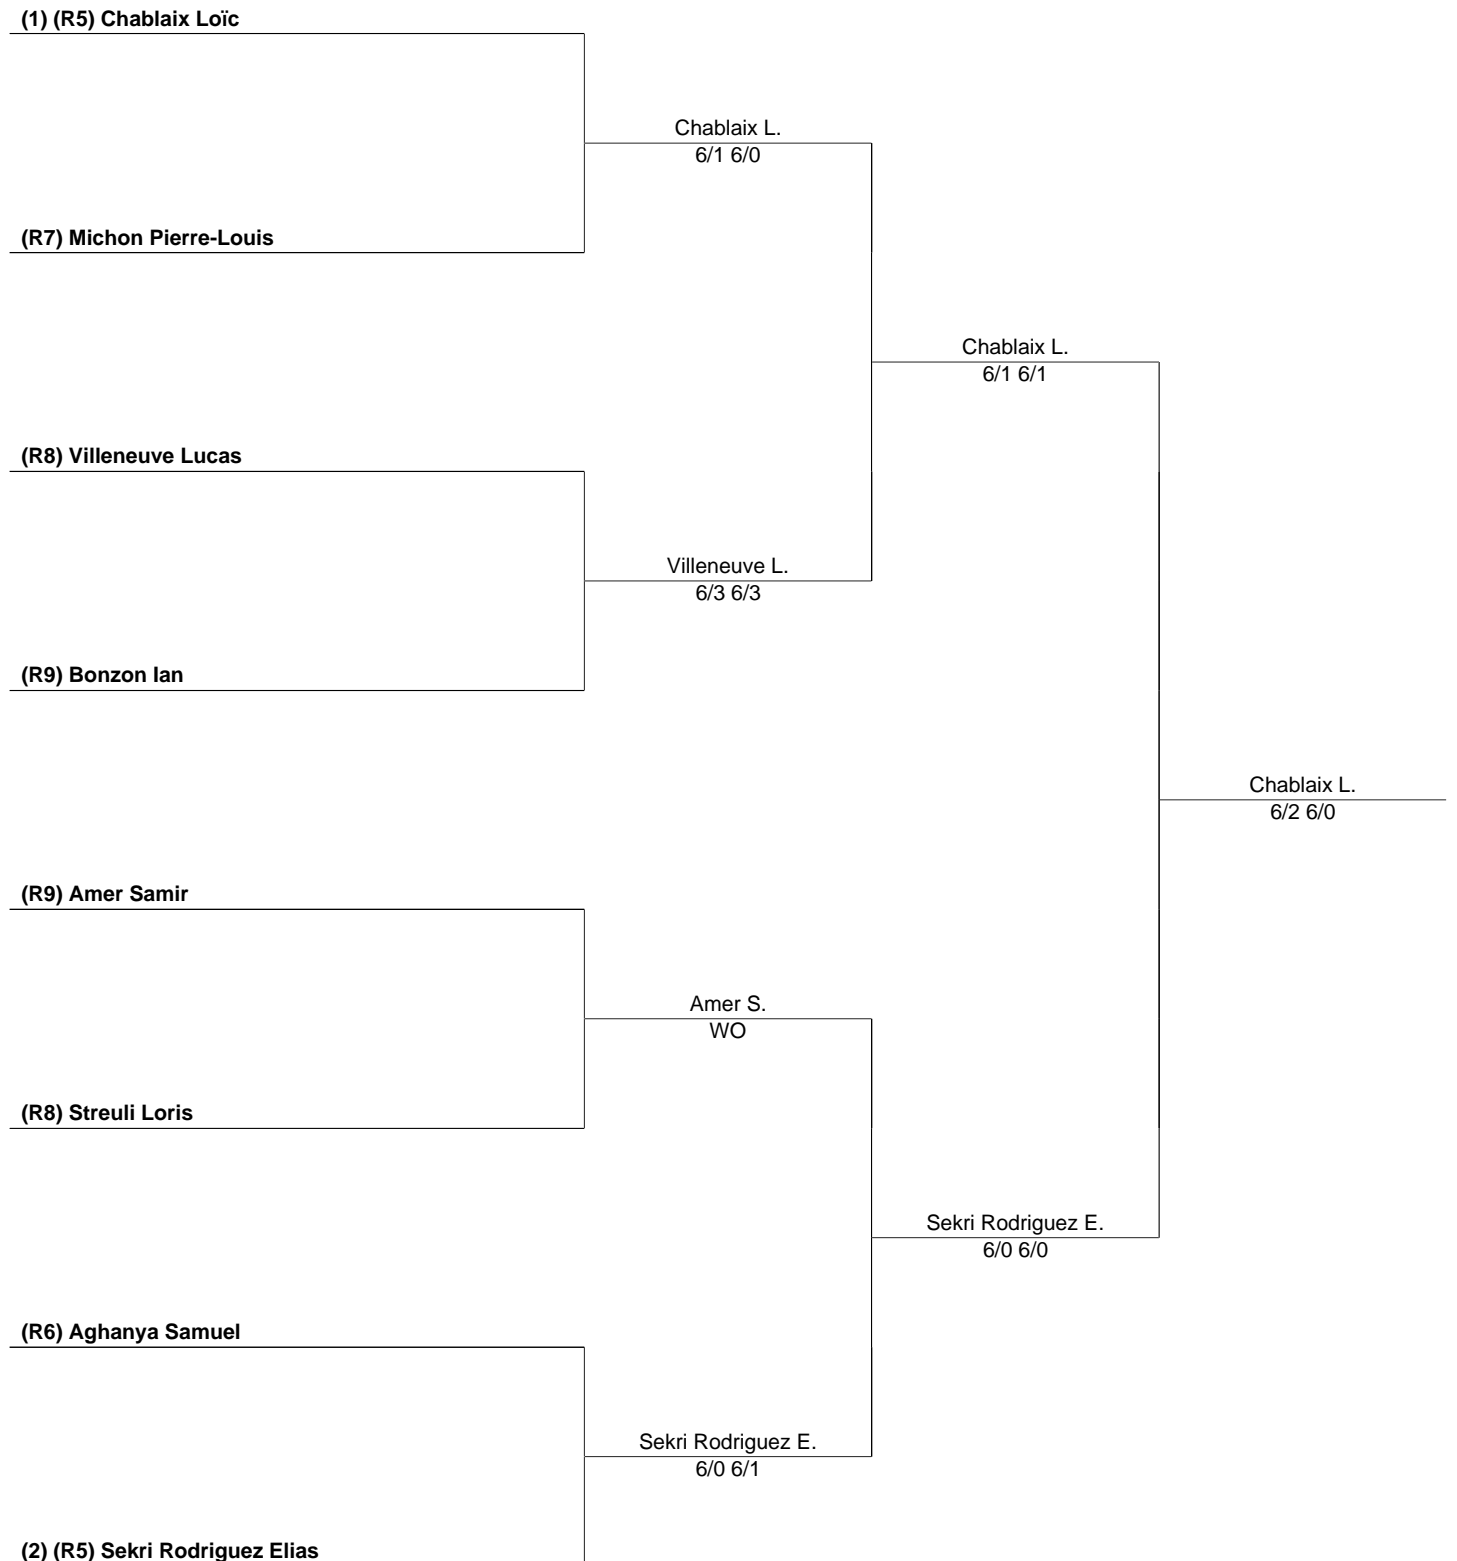 (1) (R5) Chablaix Loïc
Chablaix L.
6/1 6/0
(R7) Michon Pierre-Louis
Chablaix L.
6/1 6/1
(R8) Villeneuve Lucas
Villeneuve L.
6/3 6/3
(R9) Bonzon Ian
Chablaix L.
6/2 6/0
(R9) Amer Samir
Amer S.
WO
(R8) Streuli Loris
Sekri Rodriguez E.
6/0 6/0
(R6) Aghanya Samuel
Sekri Rodriguez E.
6/0 6/1
(2) (R5) Sekri Rodriguez Elias